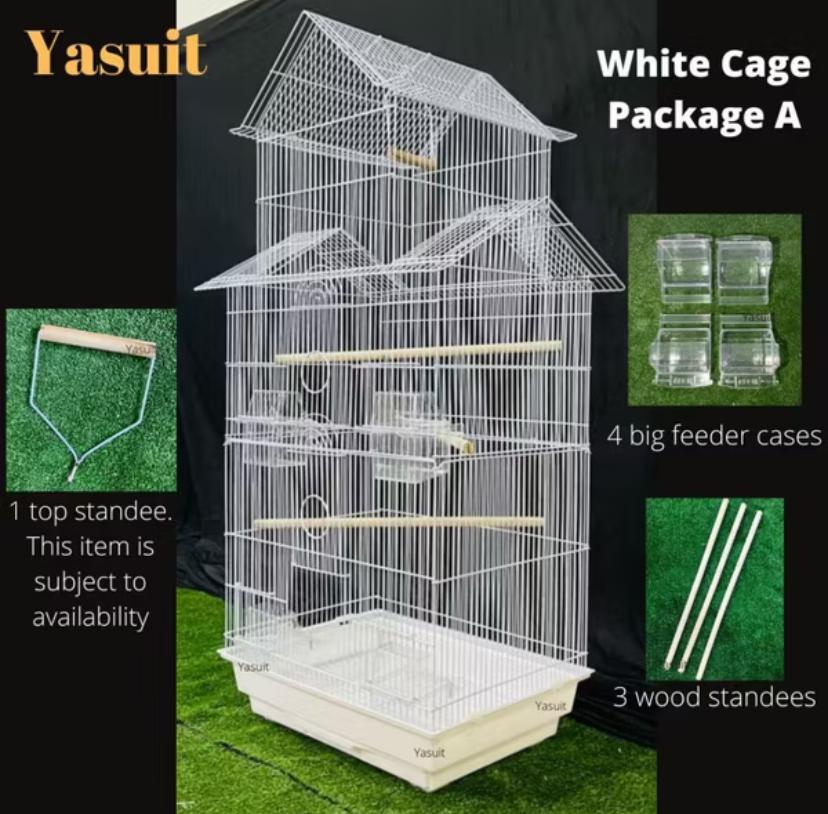 Yasuit
White Cage
Package A
4 big feeder cases
1 top standee.
This item is
subject to
availability
3 wood standees
Yasuit
Yasuit
Yasuit